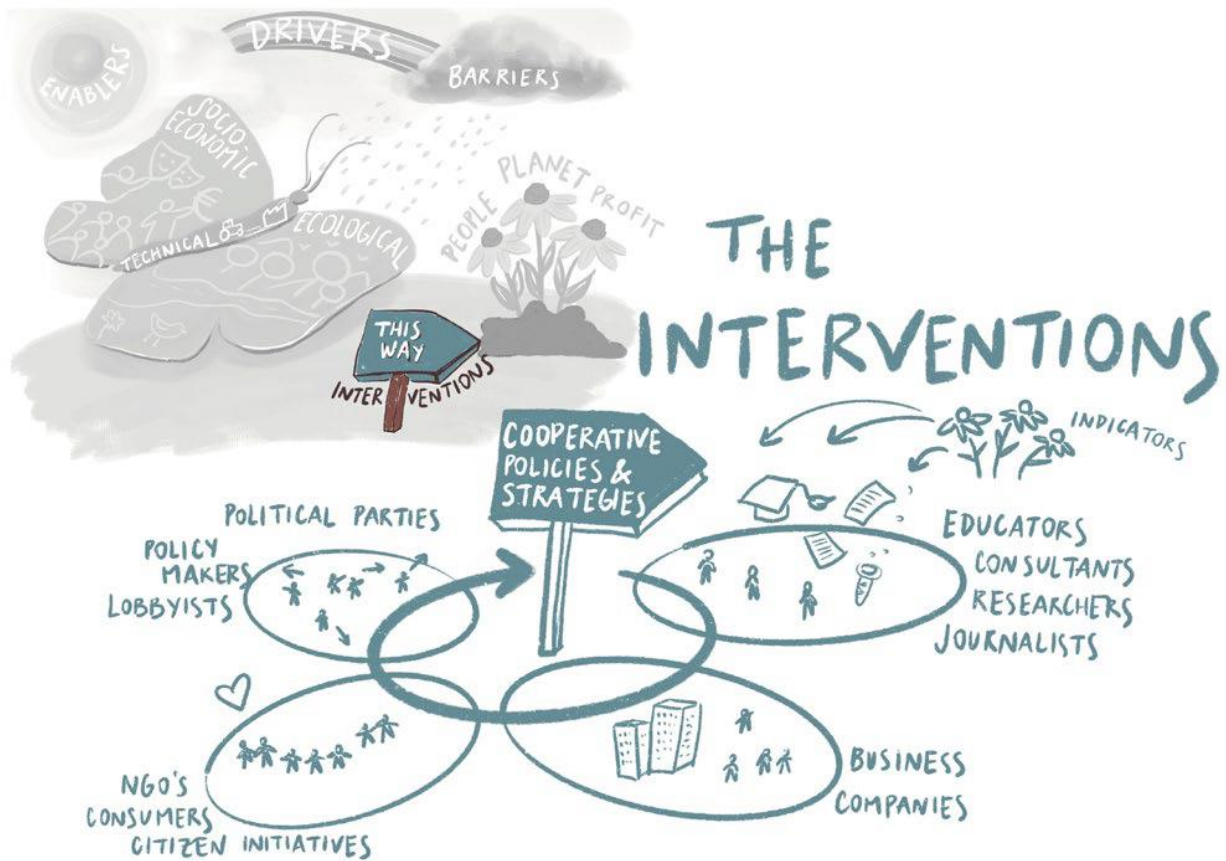 ENABLERS
DRIVERS
BARRIERS
SOCIO-
ECONOMIC
TECHNICAL
ECOLOGICAL
PEOPLE PLANET PROFIT
THIS
WAY
INTERVENTIONS
THE
INTERVENTIONS
INDICATORS
COOPERATIVE
POLICIES &
STRATEGIES
POLITICAL PARTIES
POLICY
MAKERS
LOBBYISTS
EDUCATORS
CONSULTANTS
RESEARCHERS
JOURNALISTS
NGO'S
CONSUMERS
CITIZEN INITIATIVES
BUSINESS
COMPANIES